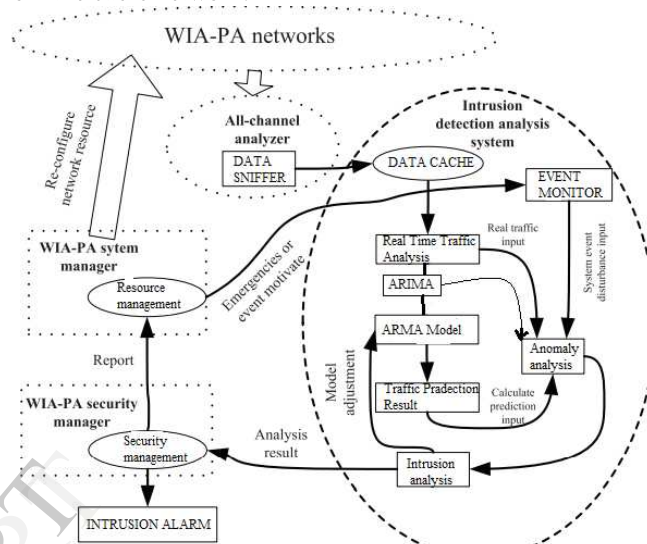 WIA-PA networks
All-channel
analyzer
DATA
SNIFFER
Intrusion
detection analysis
system
DATA CACHE
EVENT
MONITOR
Re-configure
network resource
WIA-PA sytem
manager
Resource
management
Emergencies or
event motivate
Real Time Traffic
Analysis
Real traffic
input
System event
disturbance input
ARIMA
ARMA Model
Anomaly
analysis
Model
adjustment
Traffic Pradection
Result
Calculate
prediction
input
Report
WIA-PA security
manager
Security
management
Analysis
result
Intrusion
analysis
INTRUSION ALARM